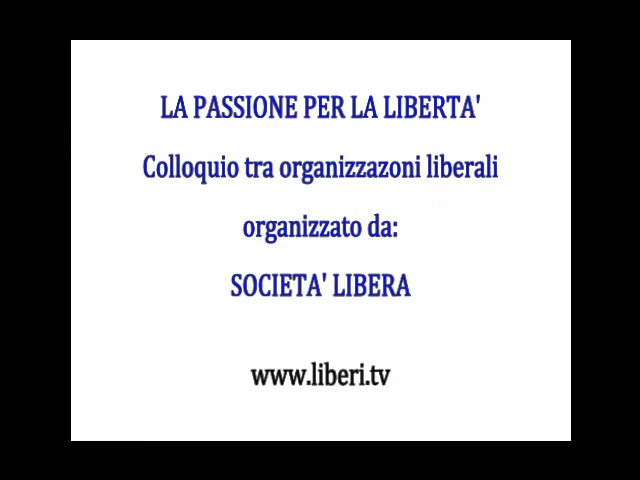 LA PASSIONE PER LA LIBERTA'
Colloquio tra organizzazoni liberali
organizzato da:
SOCIETA' LIBERA
www.liberi.tv